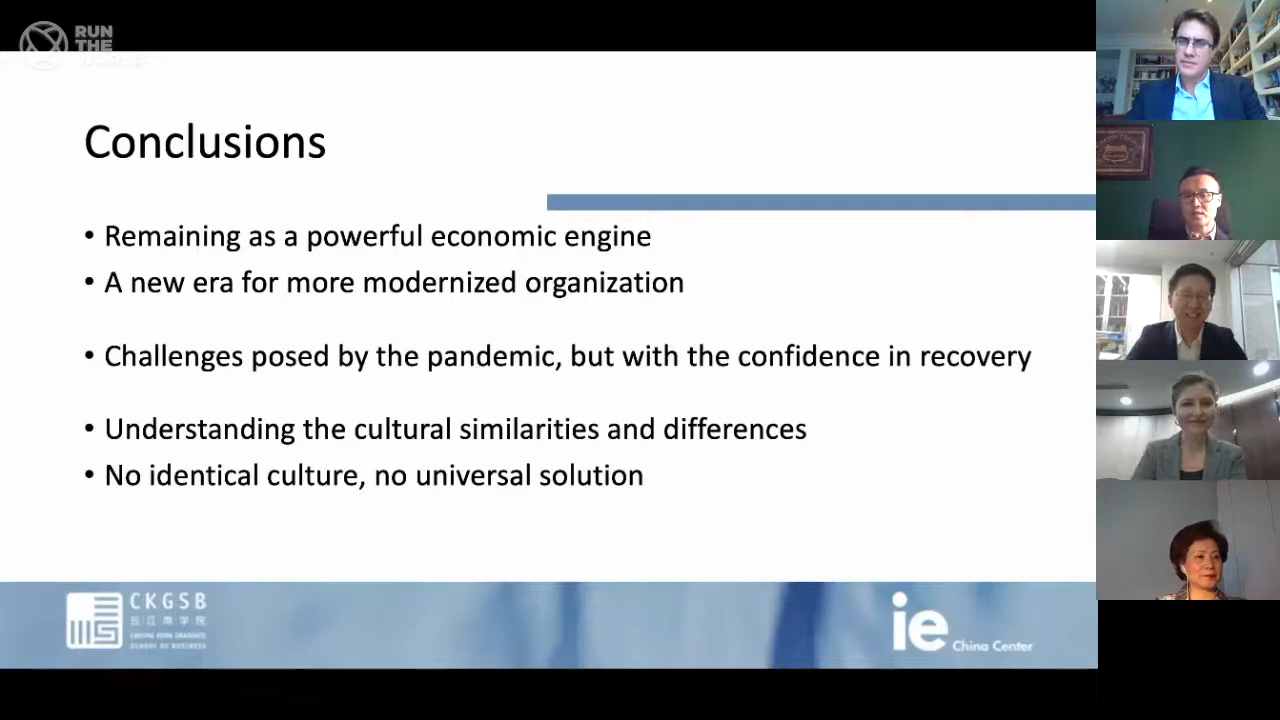 RUN
THE
WORLD
Conclusions
• Remaining as a powerful economic engine
• A new era for more modernized organization
• Challenges posed by the pandemic, but with the confidence in recovery
• Understanding the cultural similarities and differences
• No identical culture, no universal solution
CKGSB
长江商学院
CHEUNG KONG GRADUATE
SCHOOL OF BUSINESS
ie China Center